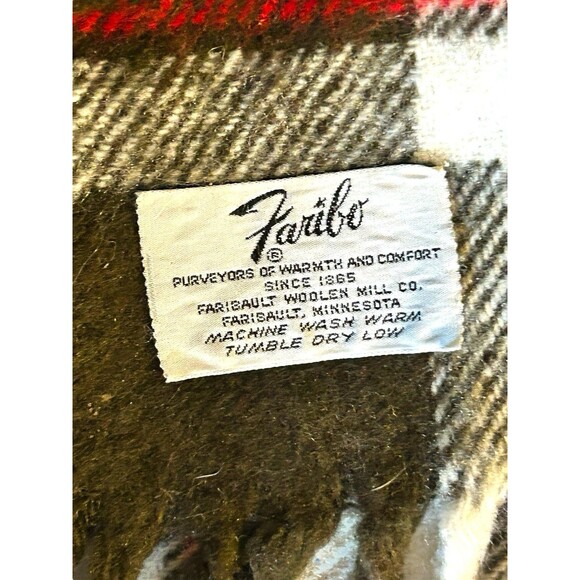 Faribo
®
PURVEYORS OF WARMTH AND COMFORT
SINCE 1865
FARIBAULT WOOLEN MILL CO.
FARIBAULT, MINNESOTA
MACHINE WASH WARM
TUMBLE DRY LOW